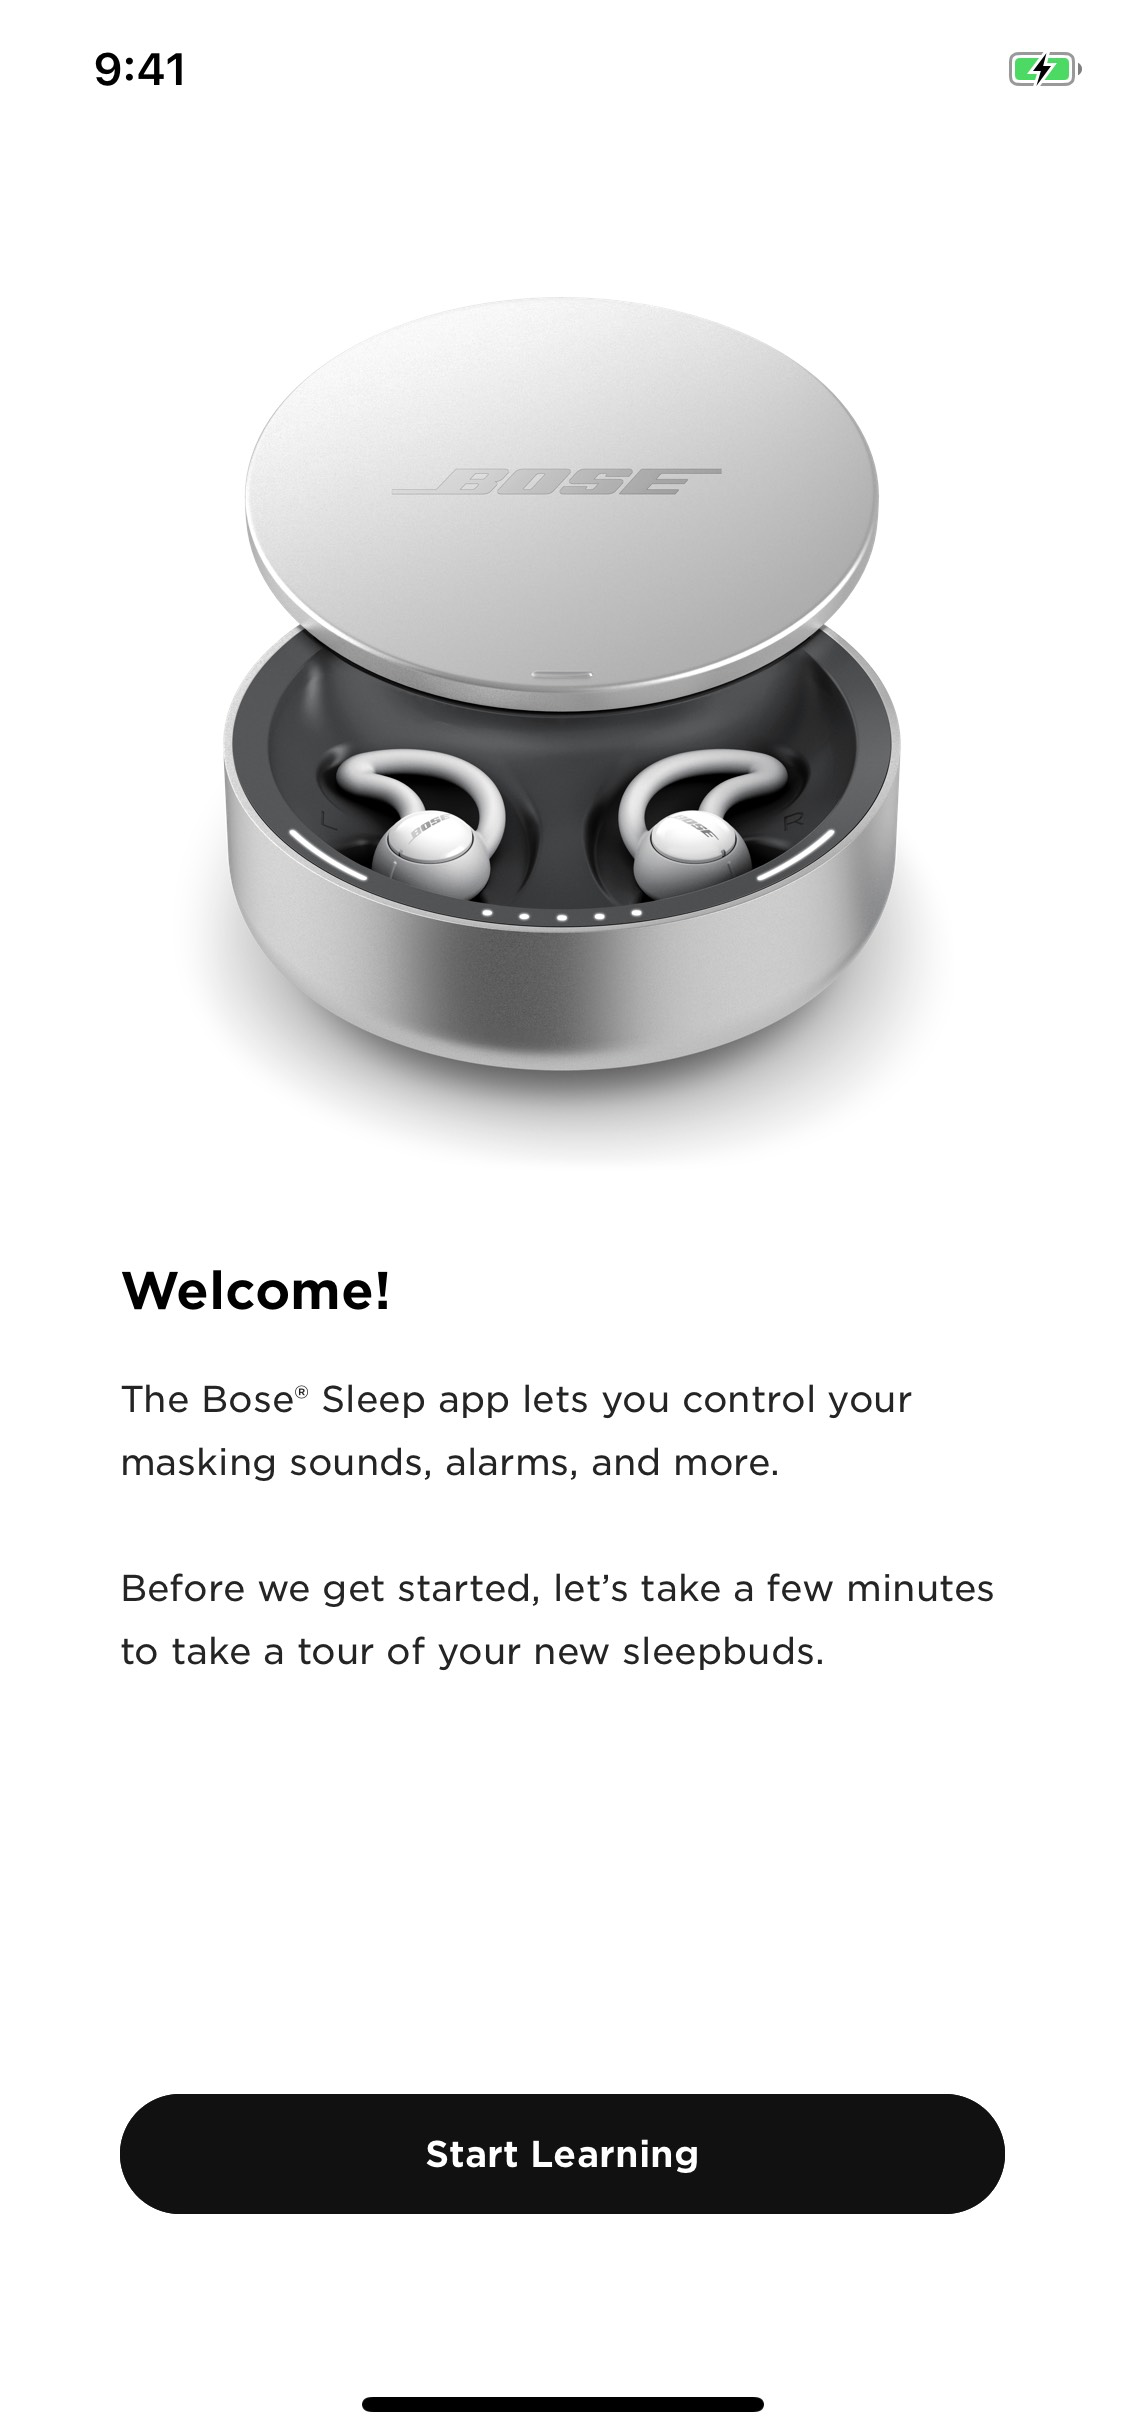 9:41
BOSE
L
BOSE
BOSE
R
Welcome!
The Bose® Sleep app lets you control your
masking sounds, alarms, and more.
Before we get started, let’s take a few minutes
to take a tour of your new sleepbuds.
Start Learning